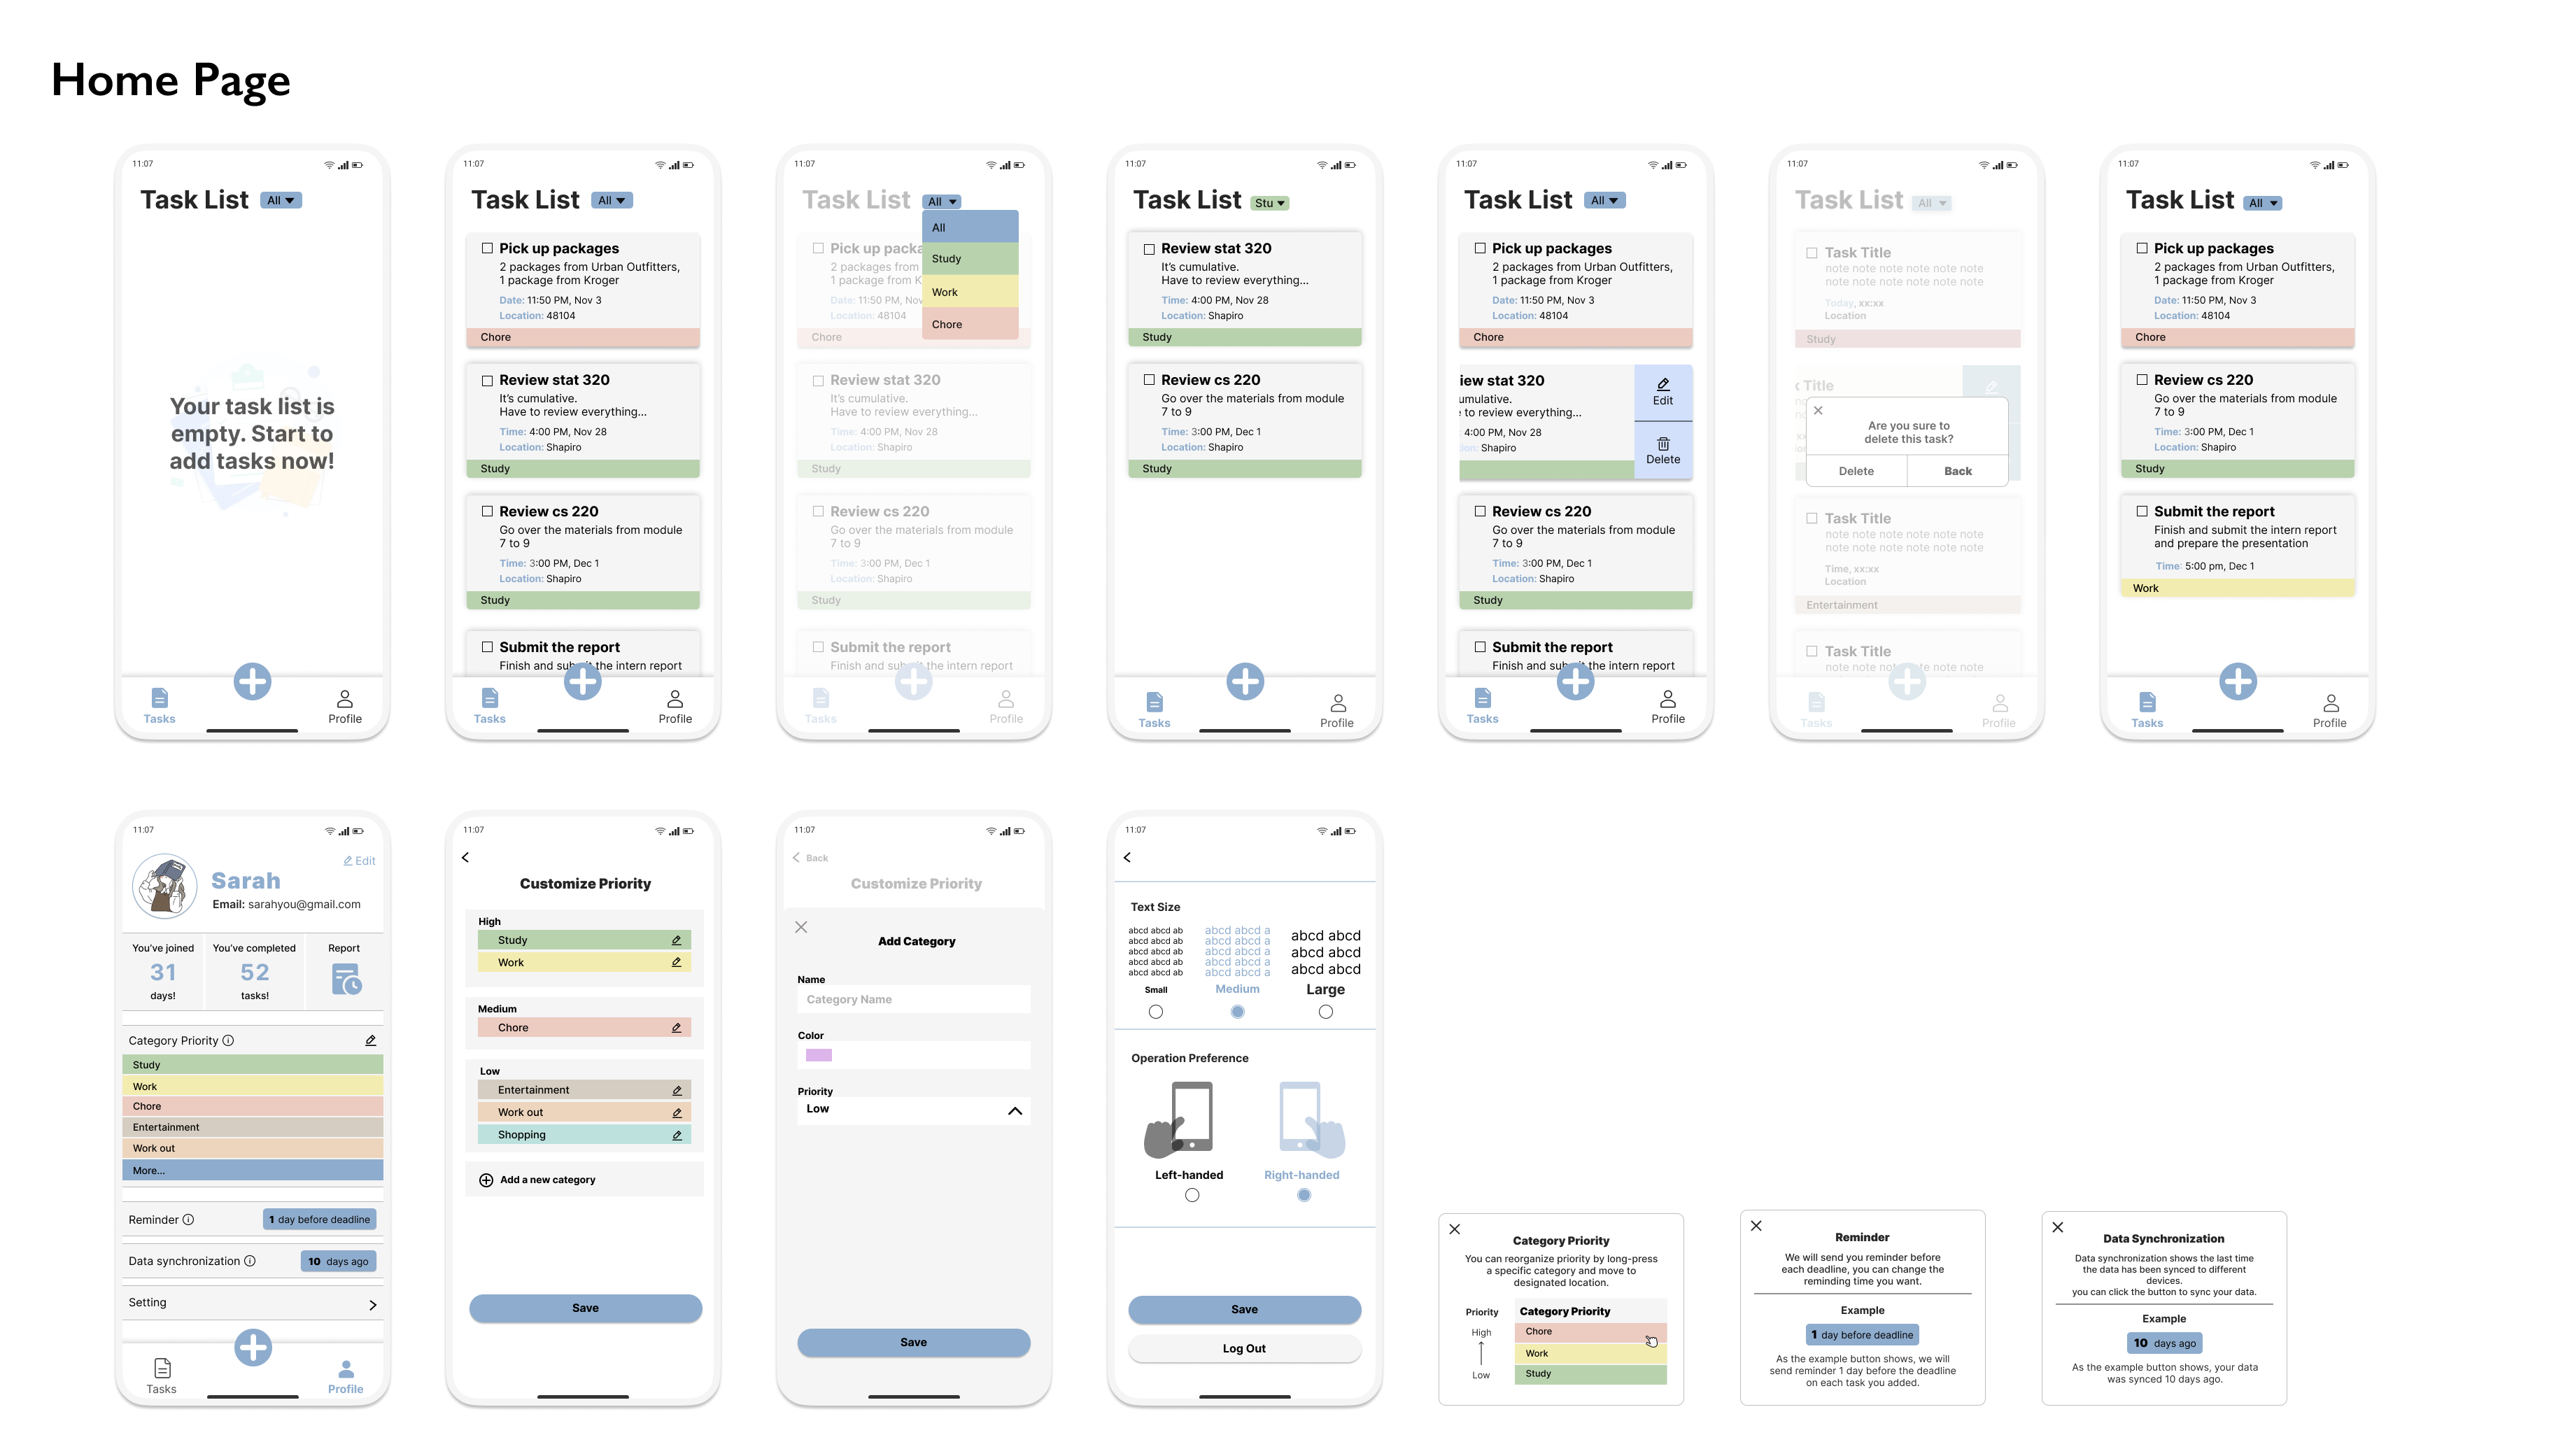 Home Page
11:07
Task List All
Your task list is
empty. Start to
add tasks now!
Tasks
Profile
11:07
Task List All
Pick up packages
2 packages from Urban Outfitters,
1 package from Kroger
Date: 11:50 PM, Nov 3
Location: 48104
Chore
Review stat 320
It's cumulative.
Have to review everything...
Time: 4:00 PM, Nov 28
Location: Shapiro
Study
Review cs 220
Go over the materials from module
7 to 9
Time: 3:00 PM, Dec 1
Location: Shapiro
Study
Submit the report
Finish and sub it the intern report
Tasks
Profile
11:07
Task List All
All
Study
Work
Chore
Pick up packa
2 packages from
1 package from K
Date: 11:50 PM, Nov
Location: 48104
Chore
Review stat 320
It's cumulative.
Have to review everything...
Time: 4:00 PM, Nov 28
Location: Shapiro
Study
Review cs 220
Go over the materials from module
7 to 9
Time: 3:00 PM, Dec 1
Location: Shapiro
Study
Submit the report
Finish and sub it the intern report
Tasks
Profile
11:07
Task List Stu
Review stat 320
It's cumulative.
Have to review everything...
Time: 4:00 PM, Nov 28
Location: Shapiro
Study
Review cs 220
Go over the materials from module
7 to 9
Time: 3:00 PM, Dec 1
Location: Shapiro
Study
Tasks
Profile
11:07
Task List All
Pick up packages
2 packages from Urban Outfitters,
1 package from Kroger
Date: 11:50 PM, Nov 3
Location: 48104
Chore
iew stat 320
umulative.
e to review everything...
4:00 PM, Nov 28
Shapiro
Edit
Delete
Review cs 220
Go over the materials from module
7 to 9
Time: 3:00 PM, Dec 1
Location: Shapiro
Study
Submit the report
Finish and sub it the intern report
Tasks
Profile
11:07
Task List All
Task Title
note note note note note note
note note note note note note
Today, xx:xx
Location
Study
Title
Are you sure to
delete this task?
Delete
Back
Task Title
note note note note note note
note note note note note note
Time, xx:xx
Location
Entertainment
Task Title
note note no te note note
Tasks
Profile
11:07
Task List All
Pick up packages
2 packages from Urban Outfitters,
1 package from Kroger
Date: 11:50 PM, Nov 3
Location: 48104
Chore
Review cs 220
Go over the materials from module
7 to 9
Time: 3:00 PM, Dec 1
Location: Shapiro
Study
Submit the report
Finish and submit the intern report
and prepare the presentation
Time: 5:00 pm, Dec 1
Work
Tasks
Profile
11:07
Edit
Sarah
Email: sarahyou@gmail.com
You've joined
31
days!
You've completed
52
tasks!
Report
Category Priority
Study
Work
Chore
Entertainment
Work out
More...
Reminder
1 day before deadline
Data synchronization
10 days ago
Setting
Tasks
Profile
11:07
Customize Priority
High
Study
Work
Medium
Chore
Low
Entertainment
Work out
Shopping
Add a new category
Save
11:07
Back
Customize Priority
Add Category
Name
Category Name
Color
Priority
Low
Save
11:07
Text Size
abcd abcd ab
abcd abcd ab
abcd abcd ab
abcd abcd ab
abcd abcd ab
Small
abcd abcd a
abcd abcd a
abcd abcd a
abcd abcd a
abcd abcd a
Medium
abcd abcd
abcd abcd
abcd abcd
Large
Operation Preference
Left-handed
Right-handed
Save
Log Out
Category Priority
You can reorganize priority by long-press
a specific category and move to
designated location.
Priority
High
Low
Category Priority
Chore
Work
Study
Reminder
We will send you reminder before
each deadline, you can change the
reminding time you want.
Example
1 day before deadline
As the example button shows, we will
send reminder 1 day before the deadline
on each task you added.
Data Synchronization
Data synchronization shows the last time
the data has been synced to different
devices.
you can click the button to sync your data.
Example
10 days ago
As the example button shows, your data
was synced 10 days ago.